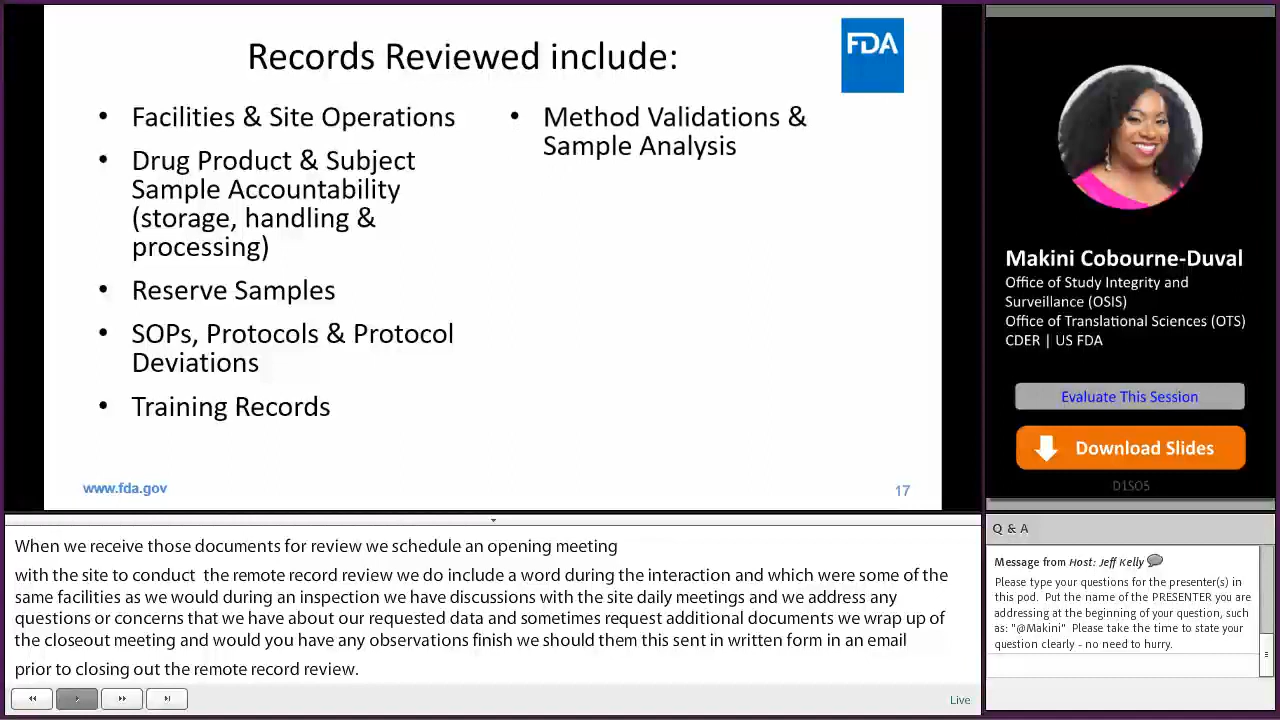 Records Reviewed include:
FDA
• Facilities & Site Operations
• Drug Product & Subject
Sample Accountability
(storage, handling &
processing)
• Reserve Samples
• SOPs, Protocols & Protocol
Deviations
• Training Records
• Method Validations &
Sample Analysis
www.fda.gov
17
Makini Cobourne-Duval
Office of Study Integrity and
Surveillance (OSIS)
Office of Translational Sciences (OTS)
CDER | US FDA
Evaluate This Session
Download Slides
D1S05
When we receive those documents for review we schedule an opening meeting
with the site to conduct the remote record review we do include a word during the interaction and which were some of the
same facilities as we would during an inspection we have discussions with the site daily meetings and we address any
questions or concerns that we have about our requested data and sometimes request additional documents we wrap up of
the closeout meeting and would you have any observations finish we should them this sent in written form in an email
prior to closing out the remote record review.
Live
Q & A
Message from Host: Jeff Kelly
Please type your questions for the presenter(s) in
this pod. Put the name of the PRESENTER you are
addressing at the beginning of your question, such
as: "@Makini" Please take the time to state your
question clearly - no need to hurry.